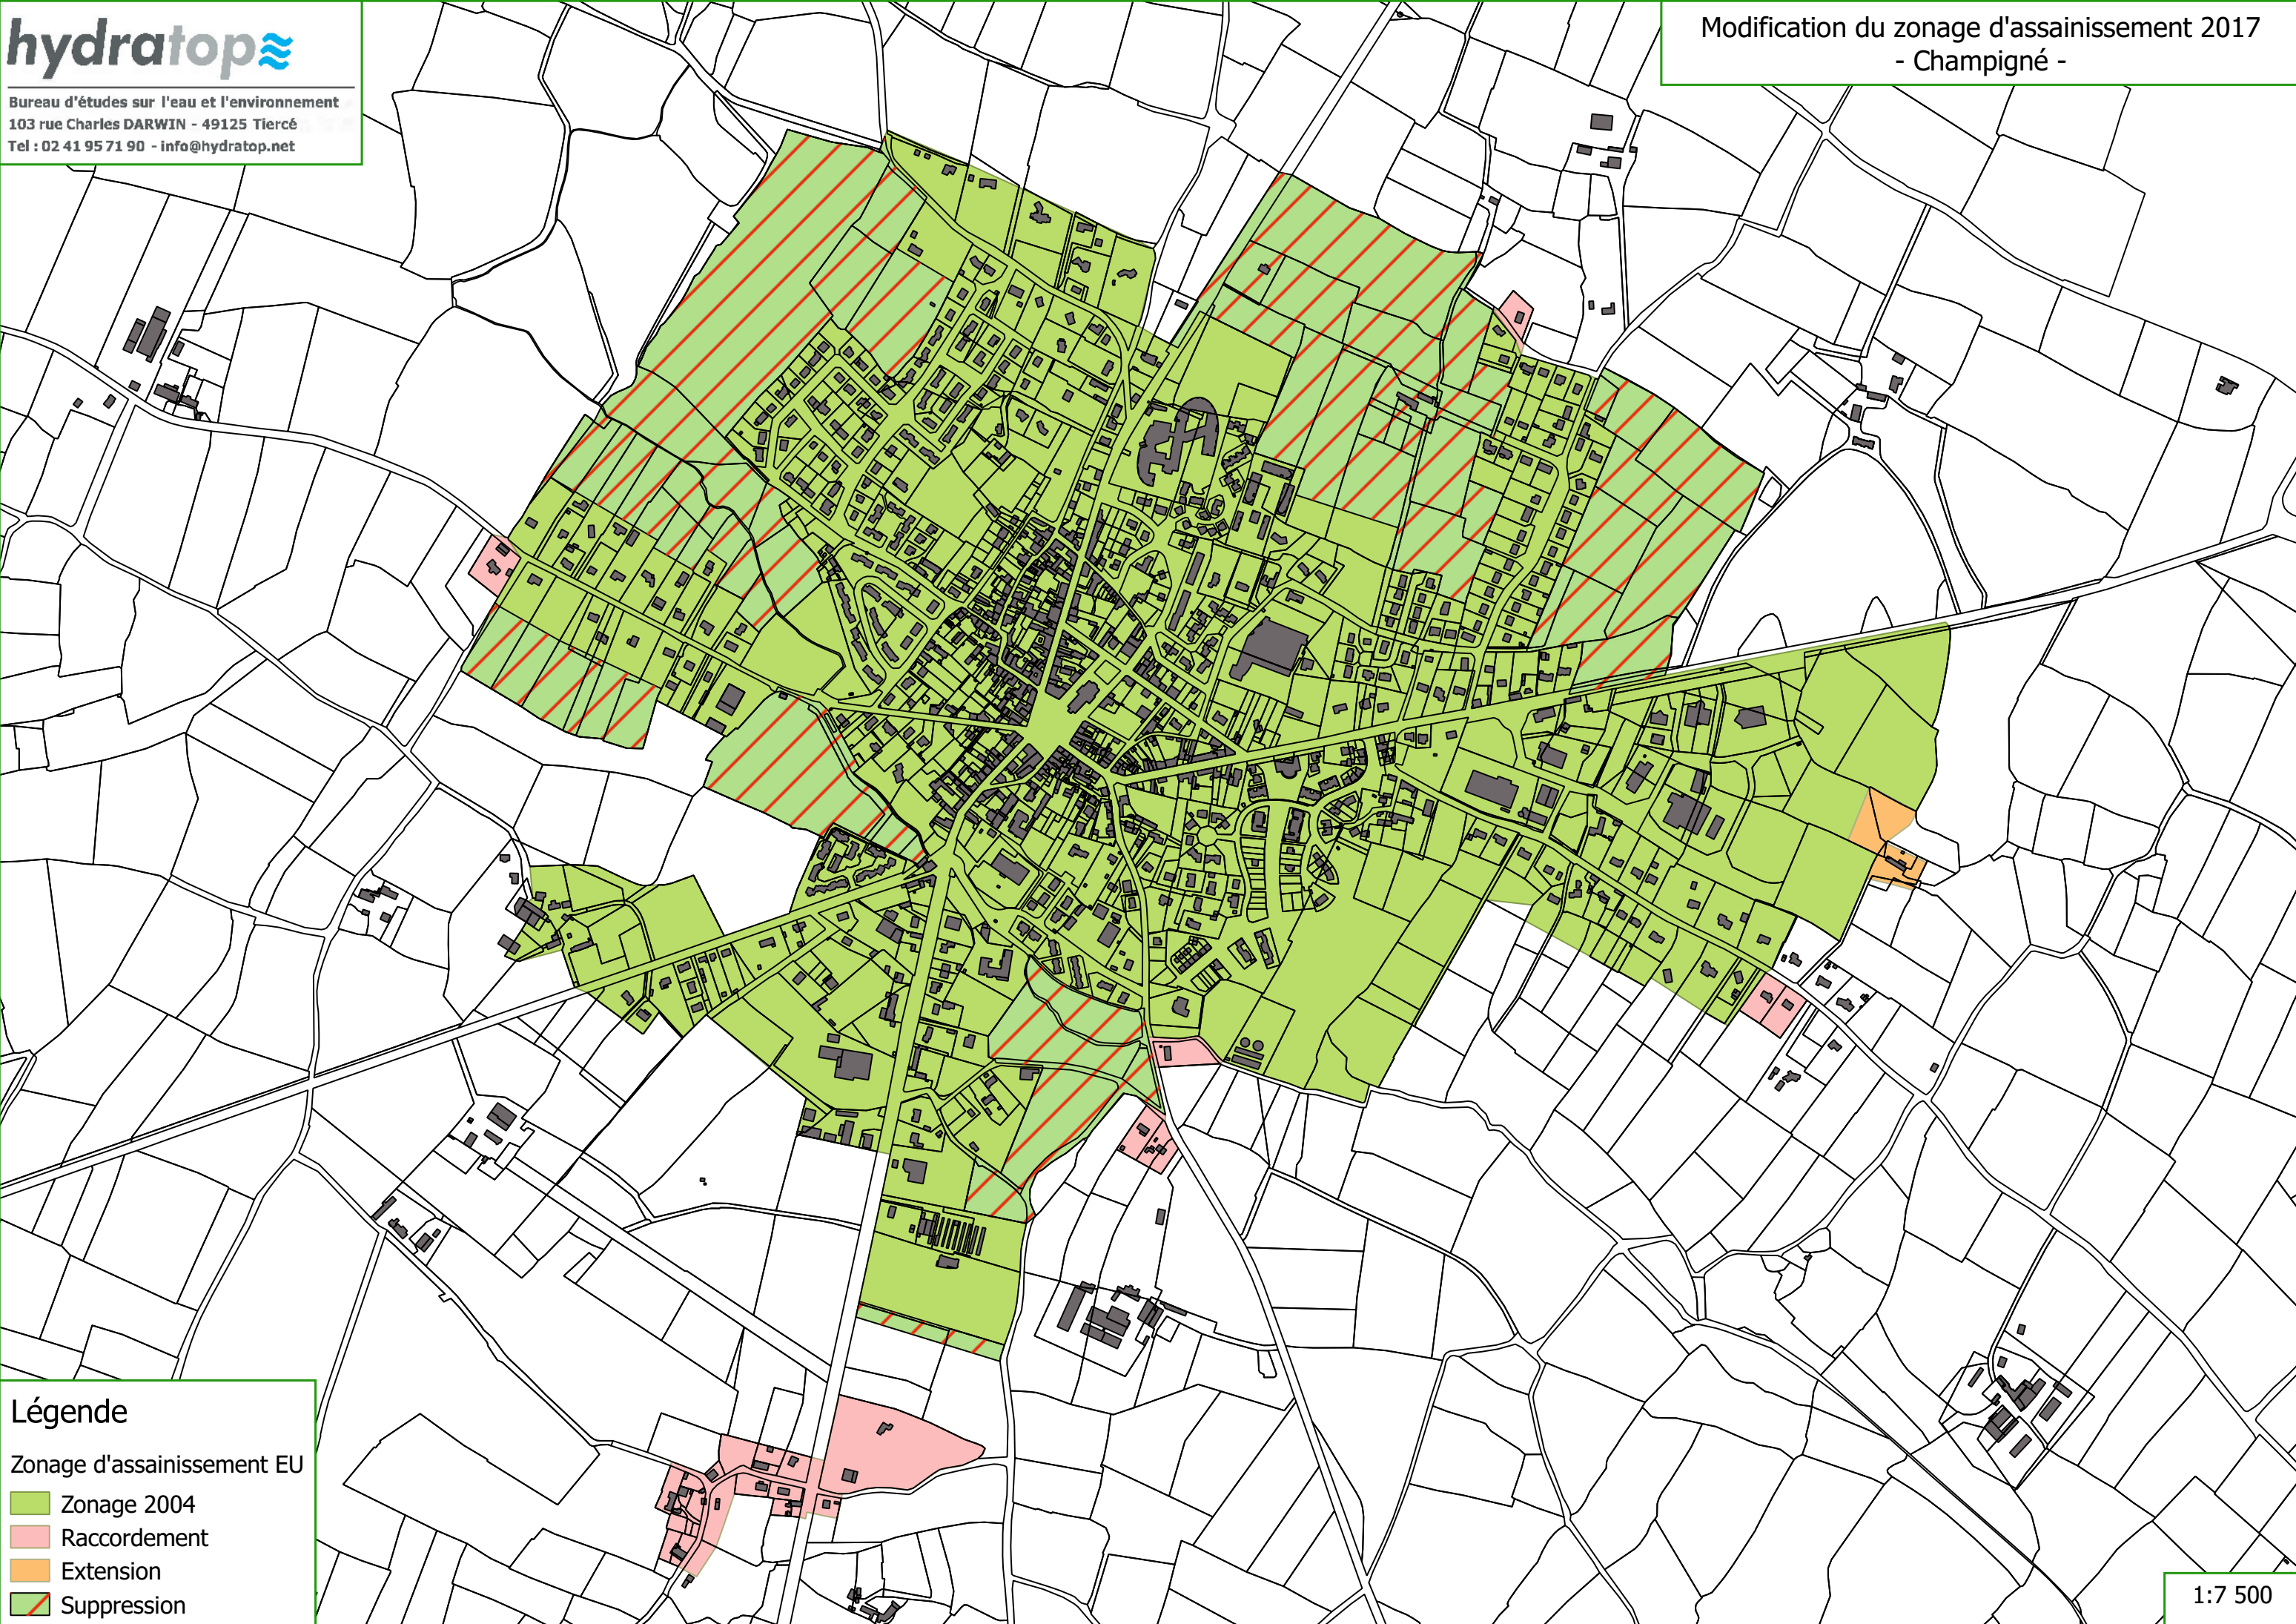 hydratop
Bureau d'études sur l'eau et l'environnement
103 rue Charles DARWIN - 49125 Tiercé
Tel : 02 41 95 71 90 - info@hydratop.net
Modification du zonage d'assainissement 2017
- Champigné -
Légende
Zonage d'assainissement EU
Zonage 2004
Raccordement
Extension
Suppression
1:7 500